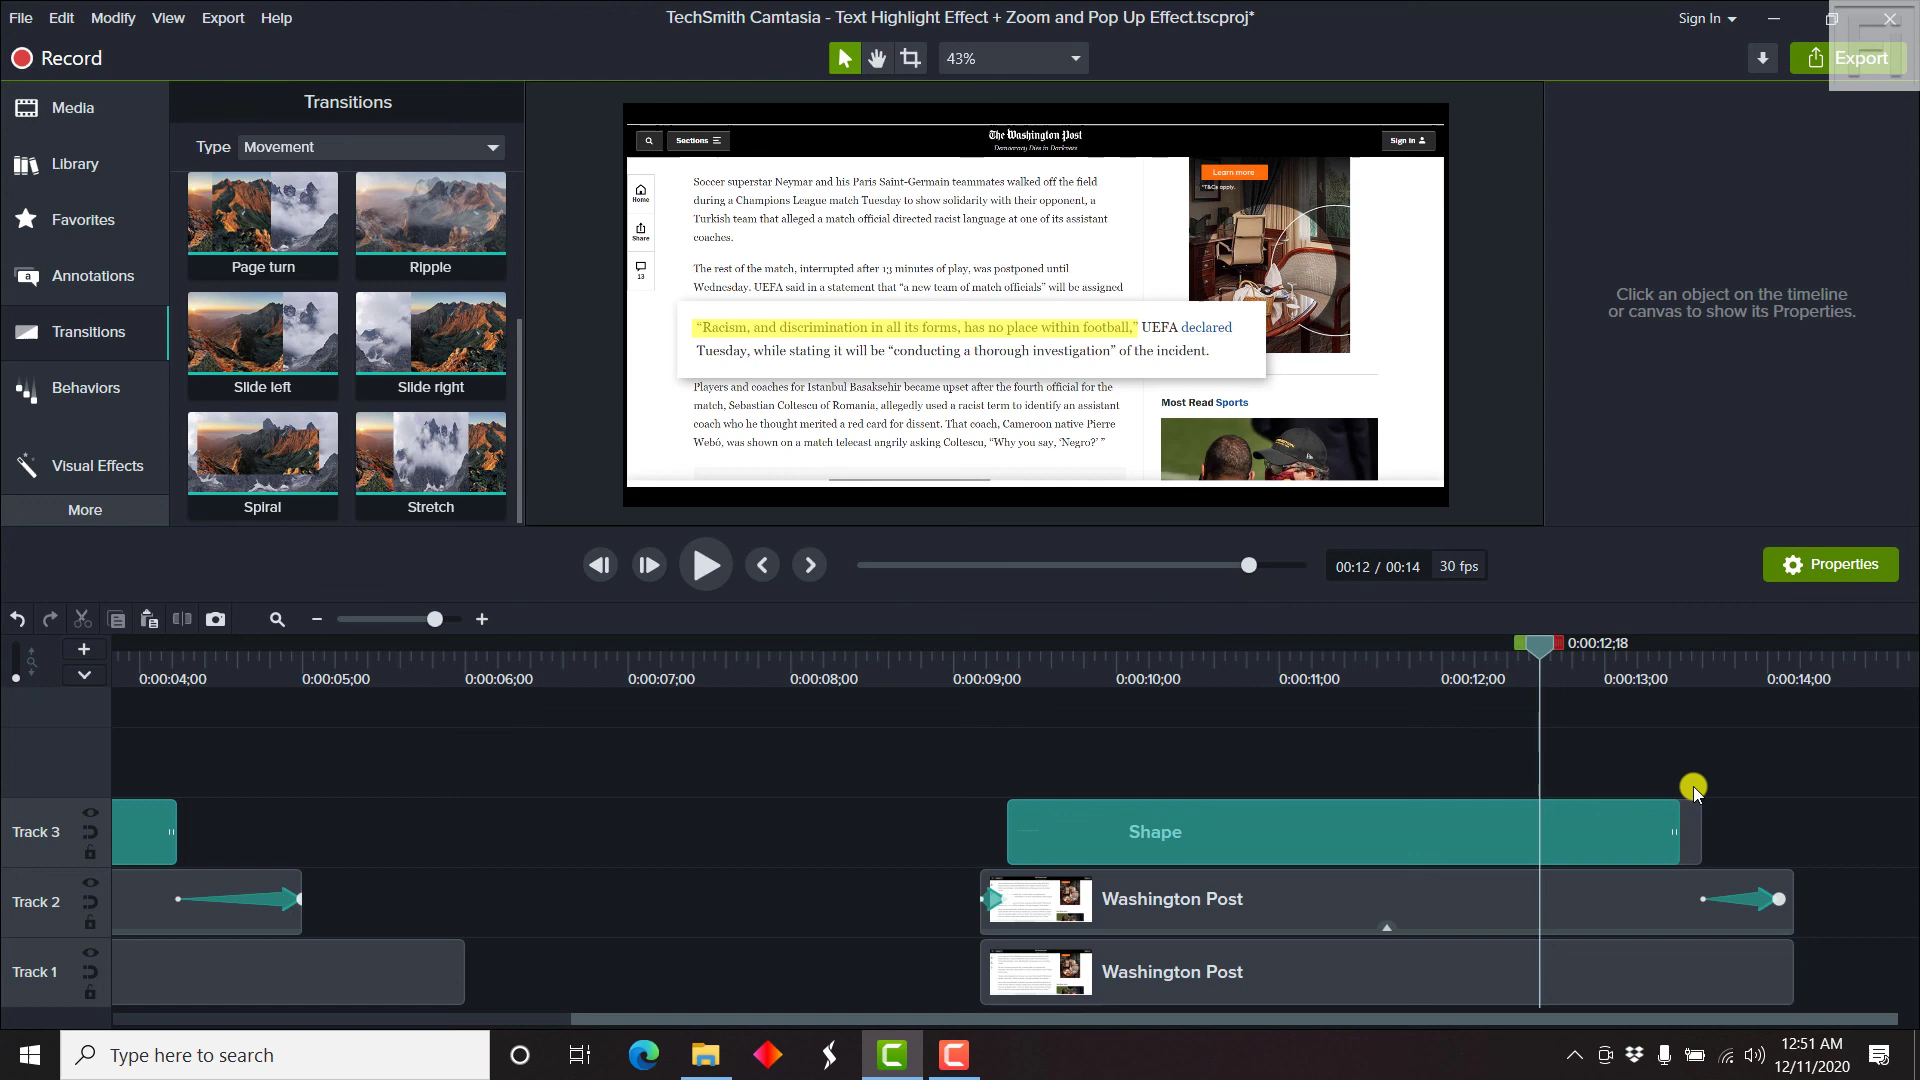 File Edit Modify View Export Help
TechSmith Camtasia - Text Highlight Effect + Zoom and Pop Up Effect.tscproj*
Sign In
Record
43%
Export
Media
Library
Favorites
Annotations
Transitions
Behaviors
Visual Effects
More
Transitions
Type Movement
Page turn
Ripple
Slide left
Slide right
Spiral
Stretch
Sections
The Washington Post
Democracy Dies in Darkness
Sign in
Home
Share
13
Soccer superstar Neymar and his Paris Saint-Germain teammates walked off the field
during a Champions League match Tuesday to show solidarity with their opponent, a
Turkish team that alleged a match official directed racist language at one of its assistant
coaches.
The rest of the match, interrupted after 13 minutes of play, was postponed until
Wednesday. UEFA said in a statement that “a new team of match officials” will be assigned
“Racism, and discrimination in all its forms, has no place within football,” UEFA declared
Tuesday, while stating it will be “conducting a thorough investigation” of the incident.
Players and coaches for Istanbul Basaksehir became upset after the fourth official for the
match, Sebastian Coltescu of Romania, allegedly used a racist term to identify an assistant
coach who he thought merited a red card for dissent. That coach, Cameroon native Pierre
Webó, was shown on a match telecast angrily asking Coltescu, “Why you say, ‘Negro?’ ”
Learn more
*T&Cs apply.
Most Read Sports
Click an object on the timeline
or canvas to show its Properties.
00:12 / 00:14
30 fps
Properties
0:00:12;18
0:00:04;00 0:00:05;00 0:00:06;00 0:00:07;00 0:00:08;00 0:00:09;00 0:00:10;00 0:00:11;00 0:00:12;00 0:00:13;00 0:00:14;00
Track 3
Shape
Track 2
Washington Post
Track 1
Washington Post
Type here to search
12:51 AM
12/11/2020